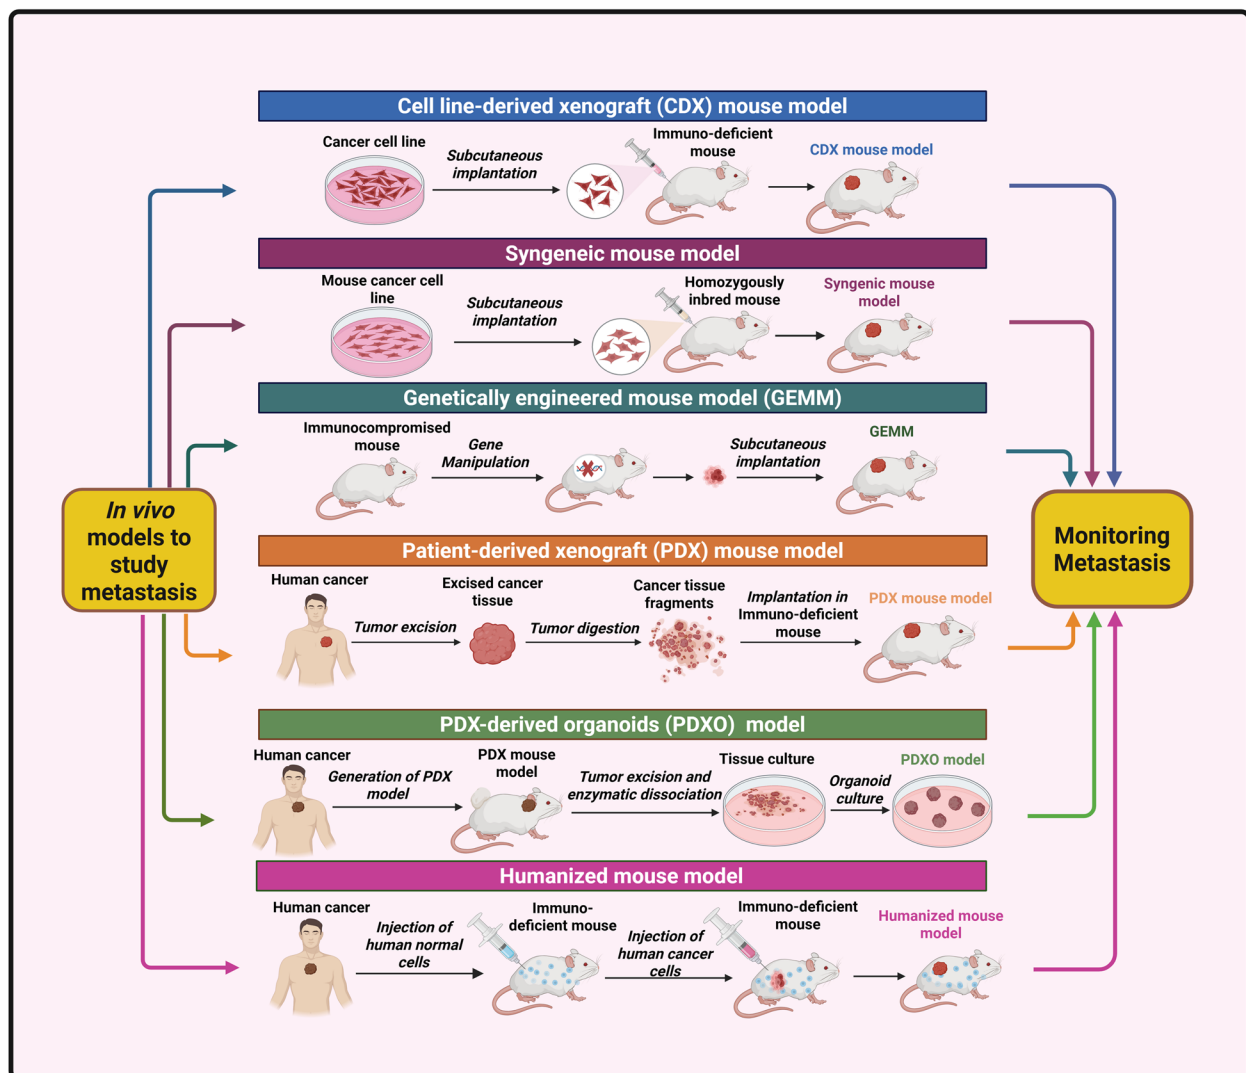 Cell line-derived xenograft (CDX) mouse model
Cancer cell line
Subcutaneous
implantation
Immuno-deficient
mouse
CDX mouse model
Syngeneic mouse model
Mouse cancer cell
line
Subcutaneous
implantation
Homozygously
inbred mouse
Syngenic mouse
model
Genetically engineered mouse model (GEMM)
Immunocompromised
mouse
Gene
Manipulation
Subcutaneous
implantation
GEMM
In vivo
models to
study
metastasis
Monitoring
Metastasis
Patient-derived xenograft (PDX) mouse model
Human cancer
Tumor excision
Excised cancer
tissue
Tumor digestion
Cancer tissue
fragments
Implantation in
Immuno-deficient
mouse
PDX mouse model
PDX-derived organoids (PDXO) model
Human cancer
Generation of PDX
model
PDX mouse
model
Tumor excision and
enzymatic dissociation
Tissue culture
Organoid
culture
PDXO model
Humanized mouse model
Human cancer
Injection of
human normal
cells
Immuno-
deficient mouse
Injection of
human cancer
cells
Immuno-deficient
mouse
Humanized mouse
model